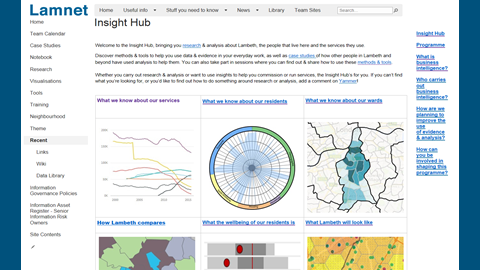 Lamnet
Home
Useful info
Stuff you need to know
News
Library
Team Sites
Search...
Home
Team Calendar
Case Studies
Notebook
Research
Visualisations
Tools
Training
Neighbourhood
Theme
Recent
Links
Wiki
Data Library
Information
Governance Policies
Information Asset
Register - Senior
Information Risk
Owners
Site Contents
Insight Hub
Welcome to the Insight Hub, bringing you research & analysis about Lambeth, the people that live here and the services they use.
Discover methods & tools to help you use data & evidence in your everyday work, as well as case studies of how other people in Lambeth and
beyond have used analysis to help them. You can also take part in sessions where you can find out & share how to use these methods & tools.
Whether you carry out research & analysis or want to use insights to help you commission or run services, the Insight Hub's for you. If you can't find
what you're looking for, or you'd like to find out how to do something around research or analysis, add a comment on Yammer!
What we know about our services
What we know about our residents
What we know about our wards
How Lambeth compares
What the wellbeing of our residents is
What Lambeth will look like
Insight Hub
Programme
What is
business
intelligence?
Who carries
out
business
intelligence?
How are we
planning to
improve the
use
of evidence
& analysis?
How can
you be
involved in
shaping this
programme?